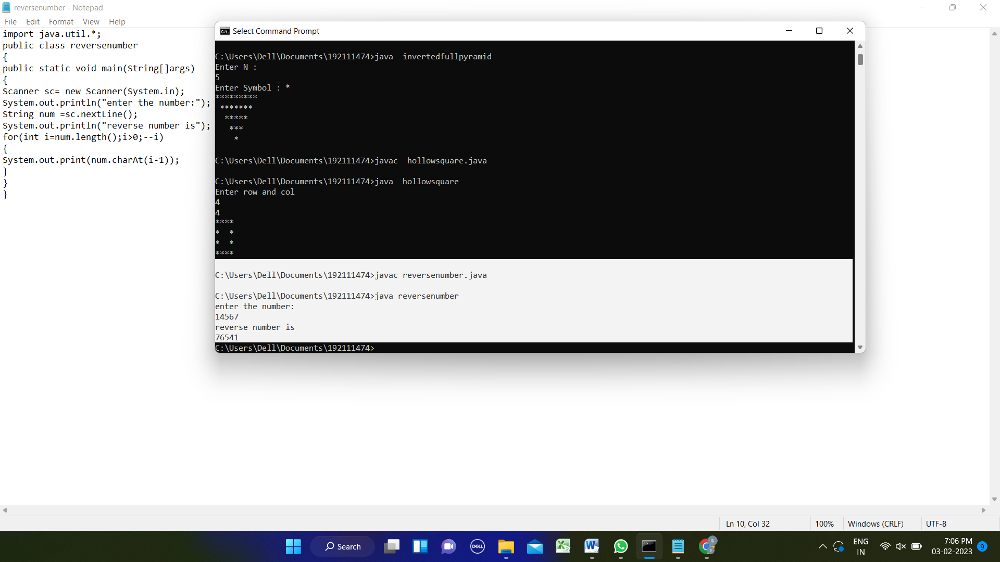 reversenumber - Notepad
File Edit Format View Help
import java.util.*;
public class reversenumber
{
public static void main(String[]args)
{
Scanner sc= new Scanner(System.in);
System.out.println("enter the number:");
String num =sc.nextLine();
System.out.println("reverse number is");
for(int i=num.length();i>0;--i)
{
System.out.print(num.charAt(i-1));
}
}
}
Select Command Prompt
C:\Users\Dell\Documents\192111474>java  invertedfullpyramid
Enter N :
5
Enter Symbol : *
*********
 *******
  *****
   ***
    *
C:\Users\Dell\Documents\192111474>javac  hollowsquare.java
C:\Users\Dell\Documents\192111474>java  hollowsquare
Enter row and col
4
4
****
*  *
*  *
****
C:\Users\Dell\Documents\192111474>javac reversenumber.java
C:\Users\Dell\Documents\192111474>java reversenumber
enter the number:
14567
reverse number is
76541
C:\Users\Dell\Documents\192111474>
Ln 10, Col 32 100% Windows (CRLF) UTF-8
Search
DELL
ENG
IN
7:06 PM
03-02-2023
9